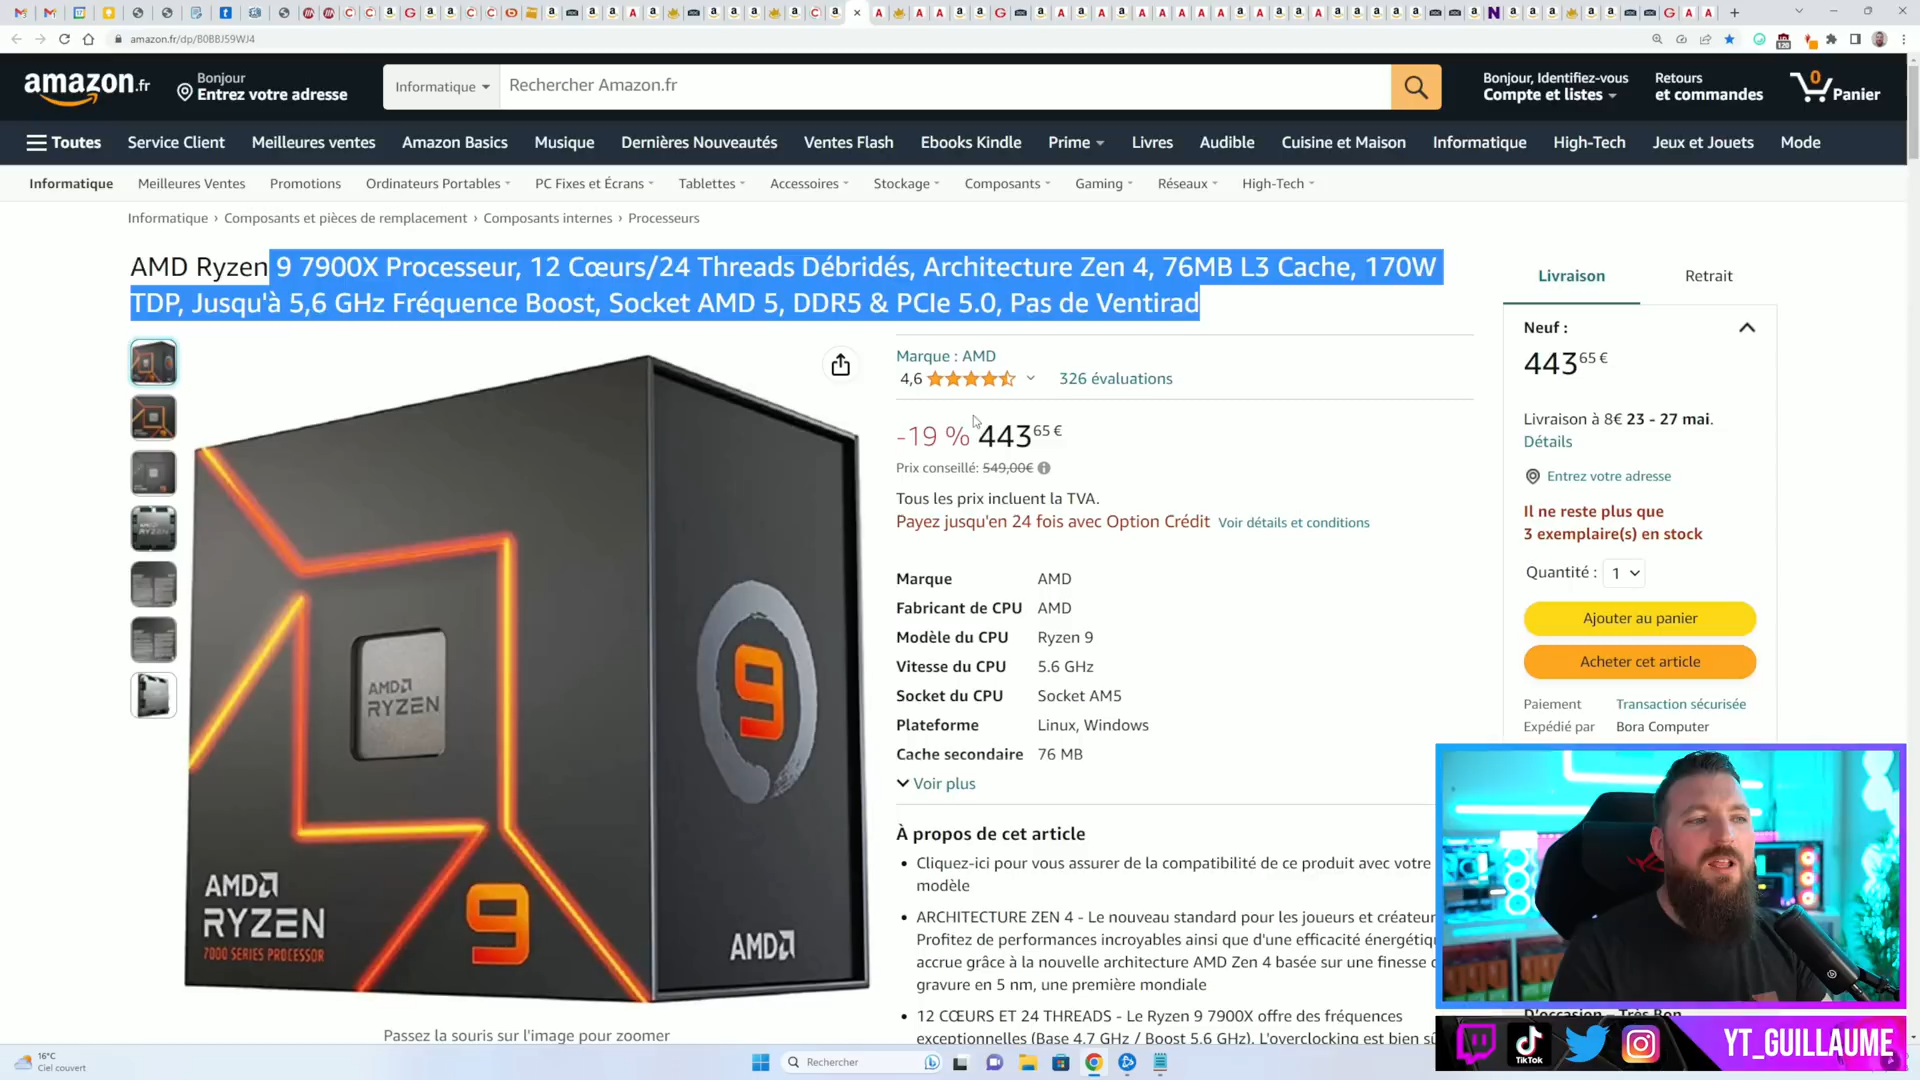 amazon.fr/dp/B0BBJ59WJ4
amazon.fr
Bonjour
Entrez votre adresse
Informatique
Rechercher Amazon.fr
Bonjour, Identifiez-vous
Compte et listes
Retours
et commandes
0
Panier
Toutes
Service Client
Meilleures ventes
Amazon Basics
Musique
Dernières Nouveautés
Ventes Flash
Ebooks Kindle
Prime
Livres
Audible
Cuisine et Maison
Informatique
High-Tech
Jeux et Jouets
Mode
Informatique
Meilleures Ventes
Promotions
Ordinateurs Portables
PC Fixes et Écrans
Tablettes
Accessoires
Stockage
Composants
Gaming
Réseaux
High-Tech
Informatique › Composants et pièces de remplacement › Composants internes › Processeurs
AMD Ryzen 9 7900X Processeur, 12 Cœurs/24 Threads Débridés, Architecture Zen 4, 76MB L3 Cache, 170W
TDP, Jusqu'à 5,6 GHz Fréquence Boost, Socket AMD 5, DDR5 & PCIe 5.0, Pas de Ventirad
Marque : AMD
4,6
326 évaluations
-19 % 443 65 €
Prix conseillé: 549,00€
Tous les prix incluent la TVA.
Payez jusqu'en 24 fois avec Option Crédit Voir détails et conditions
Marque AMD
Fabricant de CPU AMD
Modèle du CPU Ryzen 9
Vitesse du CPU 5.6 GHz
Socket du CPU Socket AM5
Plateforme Linux, Windows
Cache secondaire 76 MB
Voir plus
À propos de cet article
Cliquez-ici pour vous assurer de la compatibilité de ce produit avec votre
modèle
ARCHITECTURE ZEN 4 - Le nouveau standard pour les joueurs et créateur
Profitez de performances incroyables ainsi que d'une efficacité énergétiq
accrue grâce à la nouvelle architecture AMD Zen 4 basée sur une finesse
gravure en 5 nm, une première mondiale
12 CŒURS ET 24 THREADS - Le Ryzen 9 7900X offre des fréquences
exceptionnelles (Base 4.7 GHz / Boost 5.6 GHz). L'overclocking est bien
AMD
RYZEN
9
AMD
RYZEN
7000 SERIES PROCESSOR
9
AMD
Passez la souris sur l'image pour zoomer
Livraison
Retrait
Neuf :
443 65 €
Livraison à 8€ 23 - 27 mai.
Détails
Entrez votre adresse
Il ne reste plus que
3 exemplaire(s) en stock
Quantité : 1
Ajouter au panier
Acheter cet article
Paiement Transaction sécurisée
Expédié par Bora Computer
D'occasion - Très Bon
TikTok
YT_GUILLAUME
16°C
Ciel couvert
Rechercher